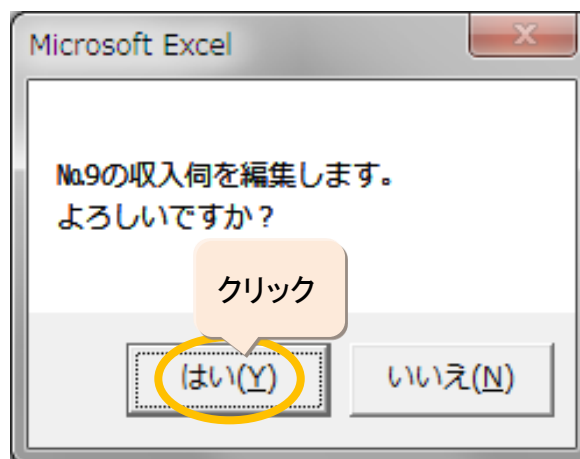 Microsoft Excel
№9の収入伺を編集します。
よろしいですか？
クリック
はい(Y)
いいえ(N)